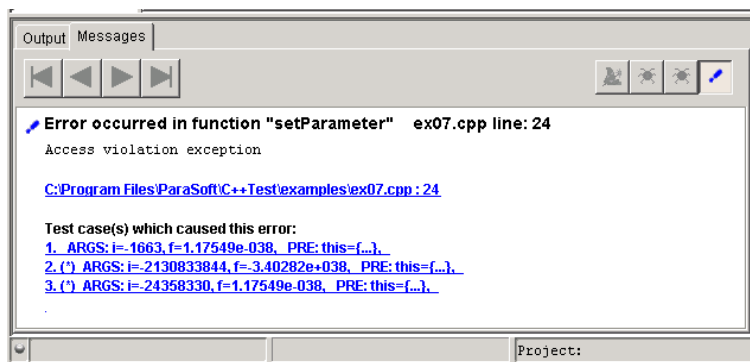 Output Messages
Error occurred in function "setParameter" ex07.cpp line: 24
Access violation exception
C:\Program Files\ParaSoft\C++Test\examples\ex07.cpp : 24
Test case(s) which caused this error:
1. ARGS: i=-1663, f=1.17549e-038, PRE: this={...},
2. (*) ARGS: i=-2130833844, f=-3.40282e+038, PRE: this={...},
3. (*) ARGS: i=-24358330, f=1.17549e-038, PRE: this={...},
.
Project: